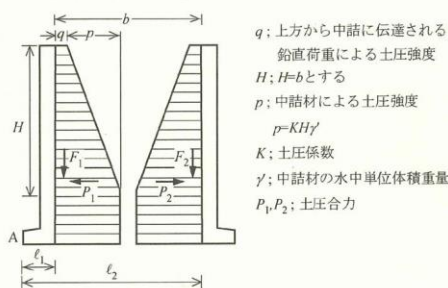 b
q
p
H
F₁
F₂
P₁
P₂
A
ℓ₁
ℓ₂
q ; 上方から中詰に伝達される
鉛直荷重による土圧強度
H ; H=bとする
p ; 中詰材による土圧強度
p=KHγ′
K ; 土圧係数
γ′; 中詰材の水中単位体積重量
P₁,P₂ ; 土圧合力